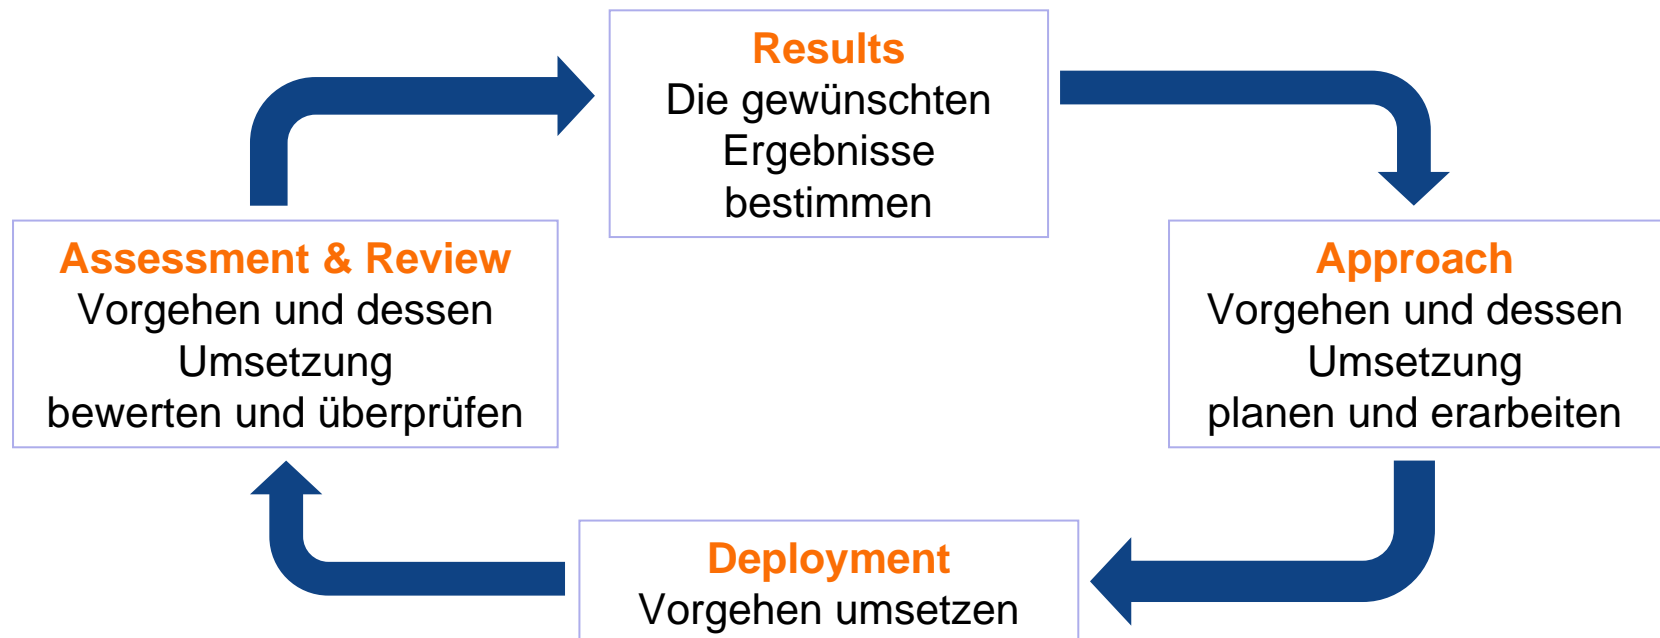 Results
Die gewünschten
Ergebnisse
bestimmen
Assessment & Review
Vorgehen und dessen
Umsetzung
bewerten und überprüfen
Approach
Vorgehen und dessen
Umsetzung
planen und erarbeiten
Deployment
Vorgehen umsetzen